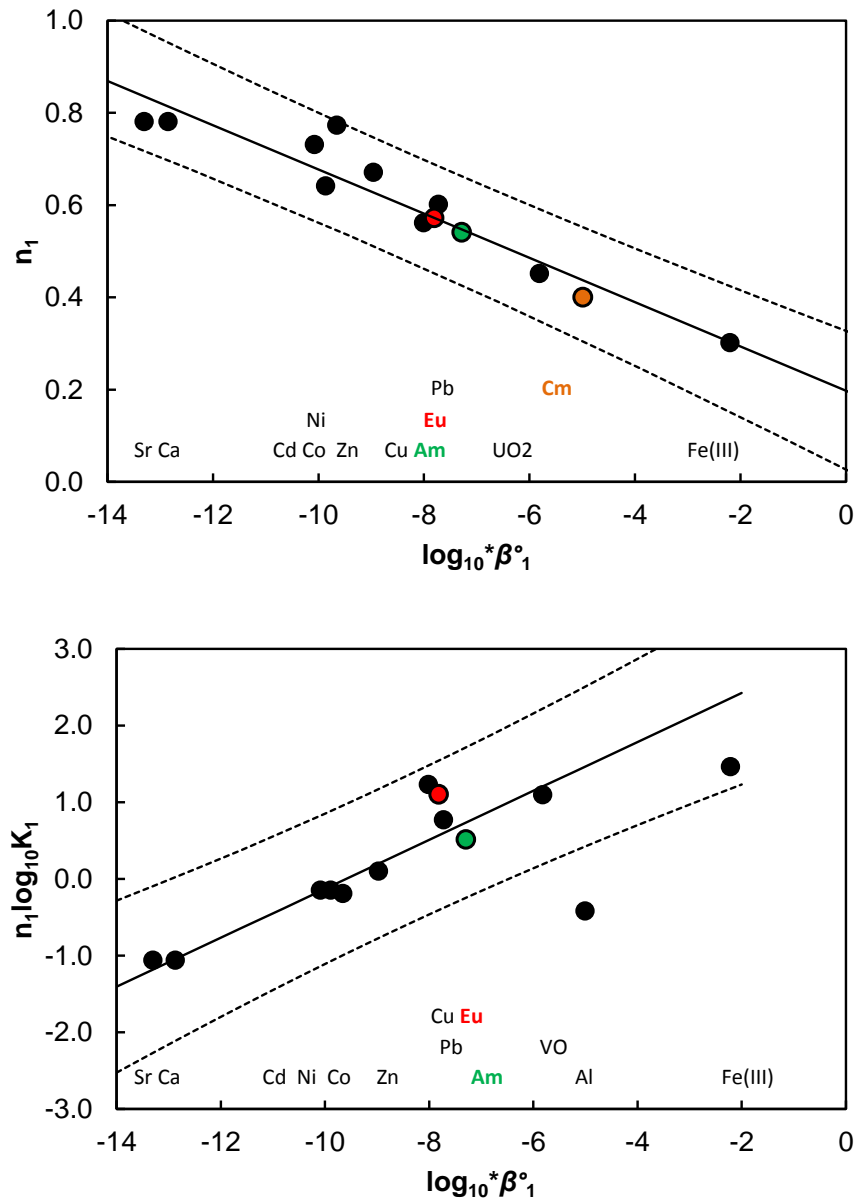 1.0
0.8
0.6
0.4
0.2
0.0
n₁
Pb Cm
Ni Eu
Sr Ca Cd Co Zn Cu Am UO2 Fe(III)
-14 -12 -10 -8 -6 -4 -2 0
log₁₀*β°₁
3.0
2.0
1.0
0.0
-1.0
-2.0
-3.0
n₁log₁₀K₁
Cu Eu
Pb VO
Sr Ca Cd Ni Co Zn Am Al Fe(III)
-14 -12 -10 -8 -6 -4 -2 0
log₁₀*β°₁